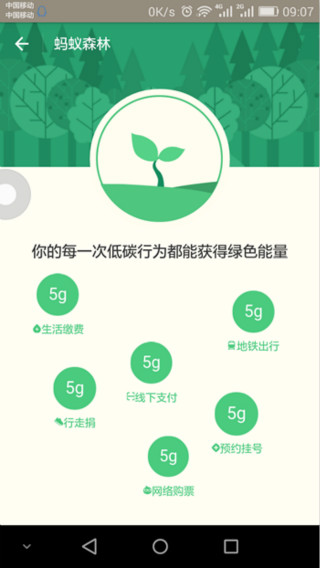 中国移动
中国移动
0K/s 4G 2G 09:07
蚂蚁森林
你的每一次低碳行为都能获得绿色能量
5g
生活缴费
5g
地铁出行
5g
线下支付
5g
行走捐
5g
预约挂号
5g
网络购票